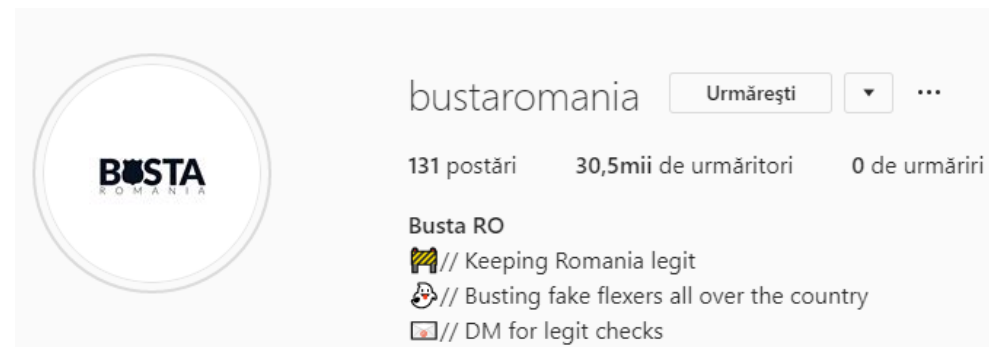 BUSTA
ROMANIA
bustaromania Urmărești ...
131 postări 30,5mii de urmăritori 0 de urmăriri
Busta RO
🚧// Keeping Romania legit
👻// Busting fake flexers all over the country
💌// DM for legit checks